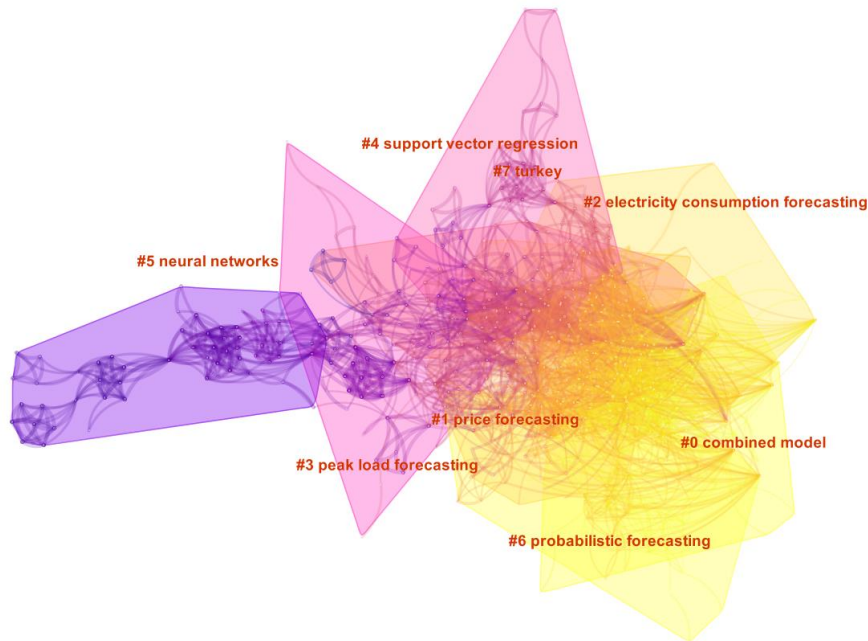 #4 support vector regression
#7 turkey
#2 electricity consumption forecasting
#5 neural networks
#1 price forecasting
#0 combined model
#3 peak load forecasting
#6 probabilistic forecasting